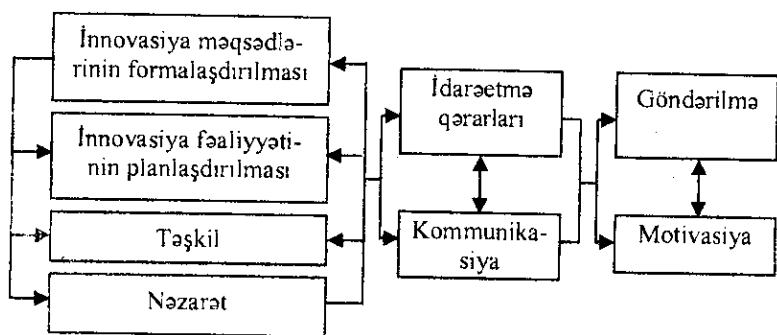 İnnovasiya məqsədlə-
rinin formalaşdırılması
İnnovasiya fəaliyyəti-
nin planlaşdırılması
Təşkil
Nəzarət
İdarəetmə
qərarları
Kommunika-
siya
Göndərilmə
Motivasiya